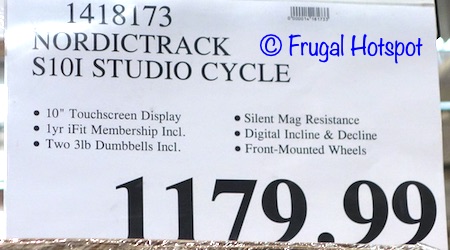 1418173
NORDICTRACK
© Frugal Hotspot
S10I STUDIO CYCLE
• 10" Touchscreen Display
• 1yr iFit Membership Incl.
• Two 3lb Dumbbells Incl.
• Silent Mag Resistance
• Digital Incline & Decline
• Front-Mounted Wheels
1179.99